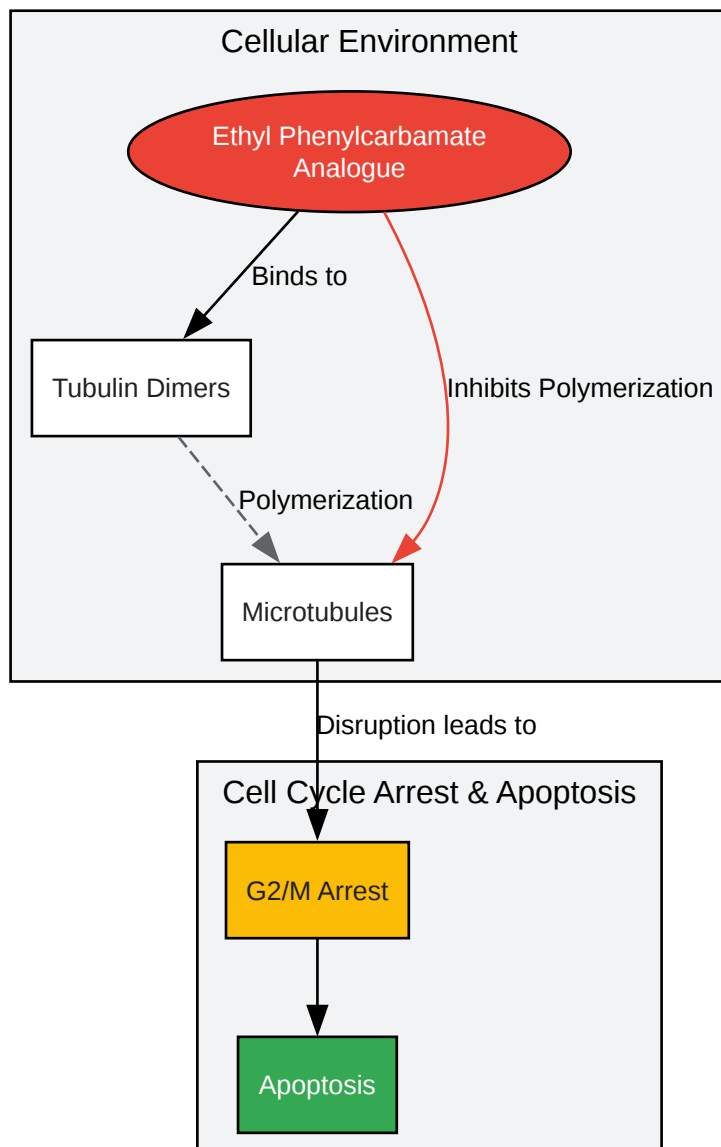 Cellular Environment
Ethyl Phenylcarbamate
Analogue
Binds to
Tubulin Dimers
Inhibits Polymerization
Polymerization
Microtubules
Disruption leads to
Cell Cycle Arrest & Apoptosis
G2/M Arrest
Apoptosis